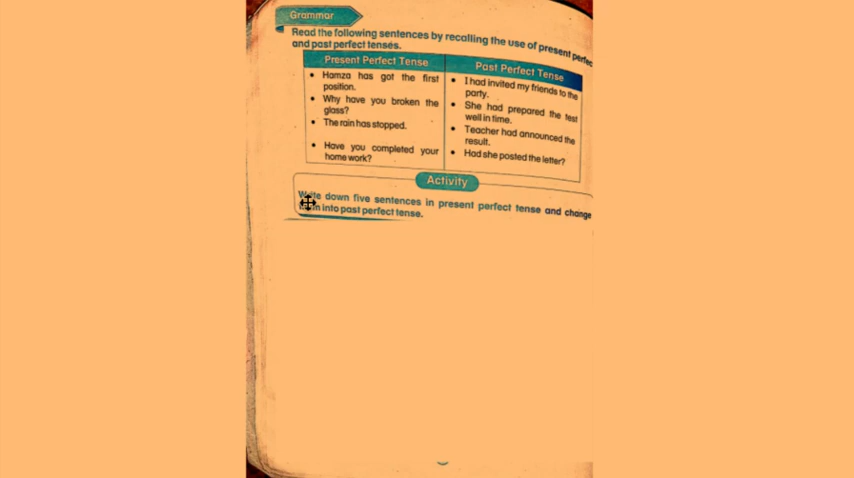 Grammar
Read the following sentences by recalling the use of present perfec
and past perfect tenses.
Present Perfect Tense
• Hamza has got the first
position.
• Why have you broken the
glass?
• The rain has stopped.
• Have you completed your
home work?
Past Perfect Tense
• I had invited my friends to the
party.
• She had prepared the test
well in time.
• Teacher had announced the
result.
• Had she posted the letter?
Activity
Write down five sentences in present perfect tense and change
into past perfect tense.